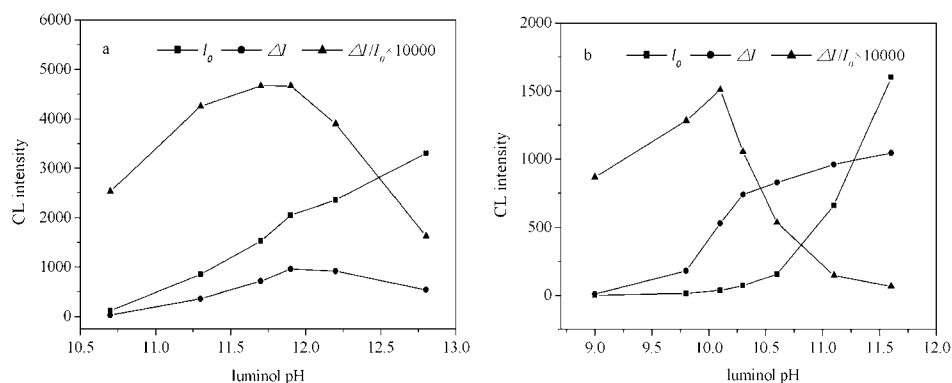 a
I₀ ΔI ΔI/I₀×10000
6000
5000
4000
3000
2000
1000
0
CL intensity
10.5 11.0 11.5 12.0 12.5 13.0
luminol pH
b
I₀ ΔI ΔI/I₀×10000
2000
1500
1000
500
0
CL intensity
9.0 9.5 10.0 10.5 11.0 11.5 12.0
luminol pH